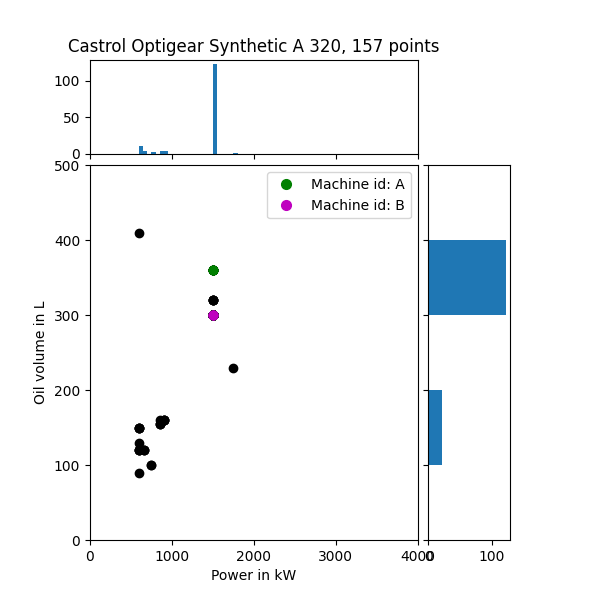 Castrol Optigear Synthetic A 320, 157 points
100
50
0
500
400
300
200
100
0
Oil volume in L
Machine id: A
Machine id: B
0 1000 2000 3000 4000
0 100
Power in kW